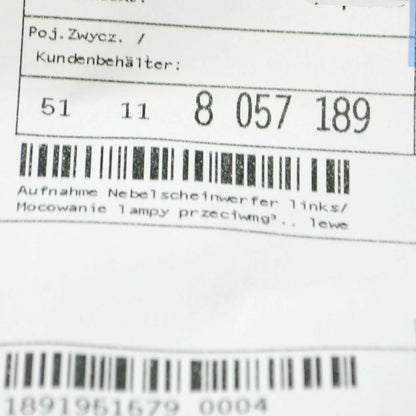 Poj.Zwycz. /
Kundenbehälter:
51 11 8 057 189
Aufnahme Nebelscheinwerfer links/
Mocowanie lampy przeciwmg³.. lewe
1891951679 0004